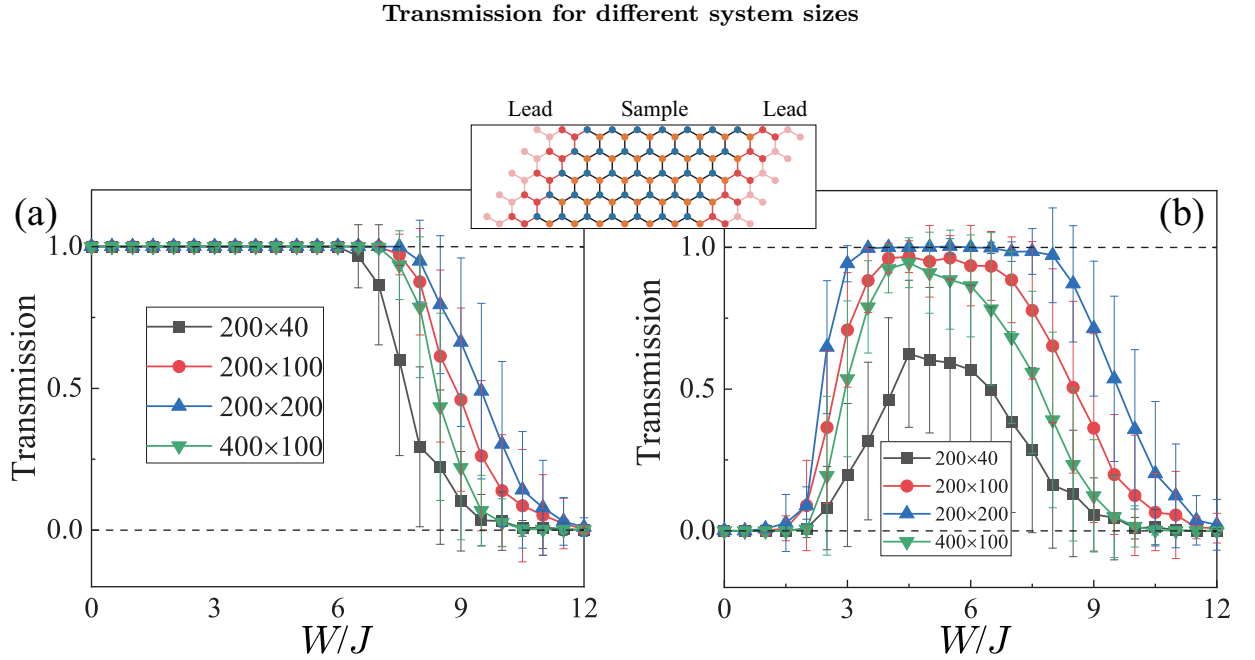 Transmission for different system sizes
Lead Sample Lead
(a)
Transmission
1.0
0.5
0.0
200×40
200×100
200×200
400×100
0 3 6 9 12
W/J
(b)
Transmission
1.0
0.5
0.0
200×40
200×100
200×200
400×100
0 3 6 9 12
W/J